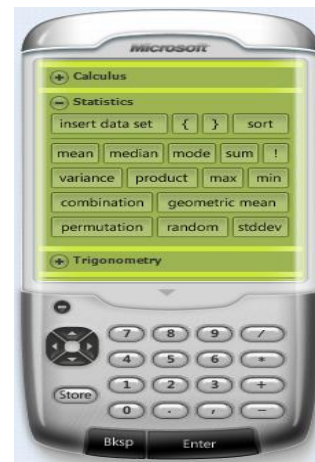 Microsoft
+ Calculus
− Statistics
insert data set { } sort
mean median mode sum !
variance product max min
combination geometric mean
permutation random stddev
+ Trigonometry
7 8 9 /
4 5 6 *
Store 1 2 3 +
0 . , −
Bksp Enter